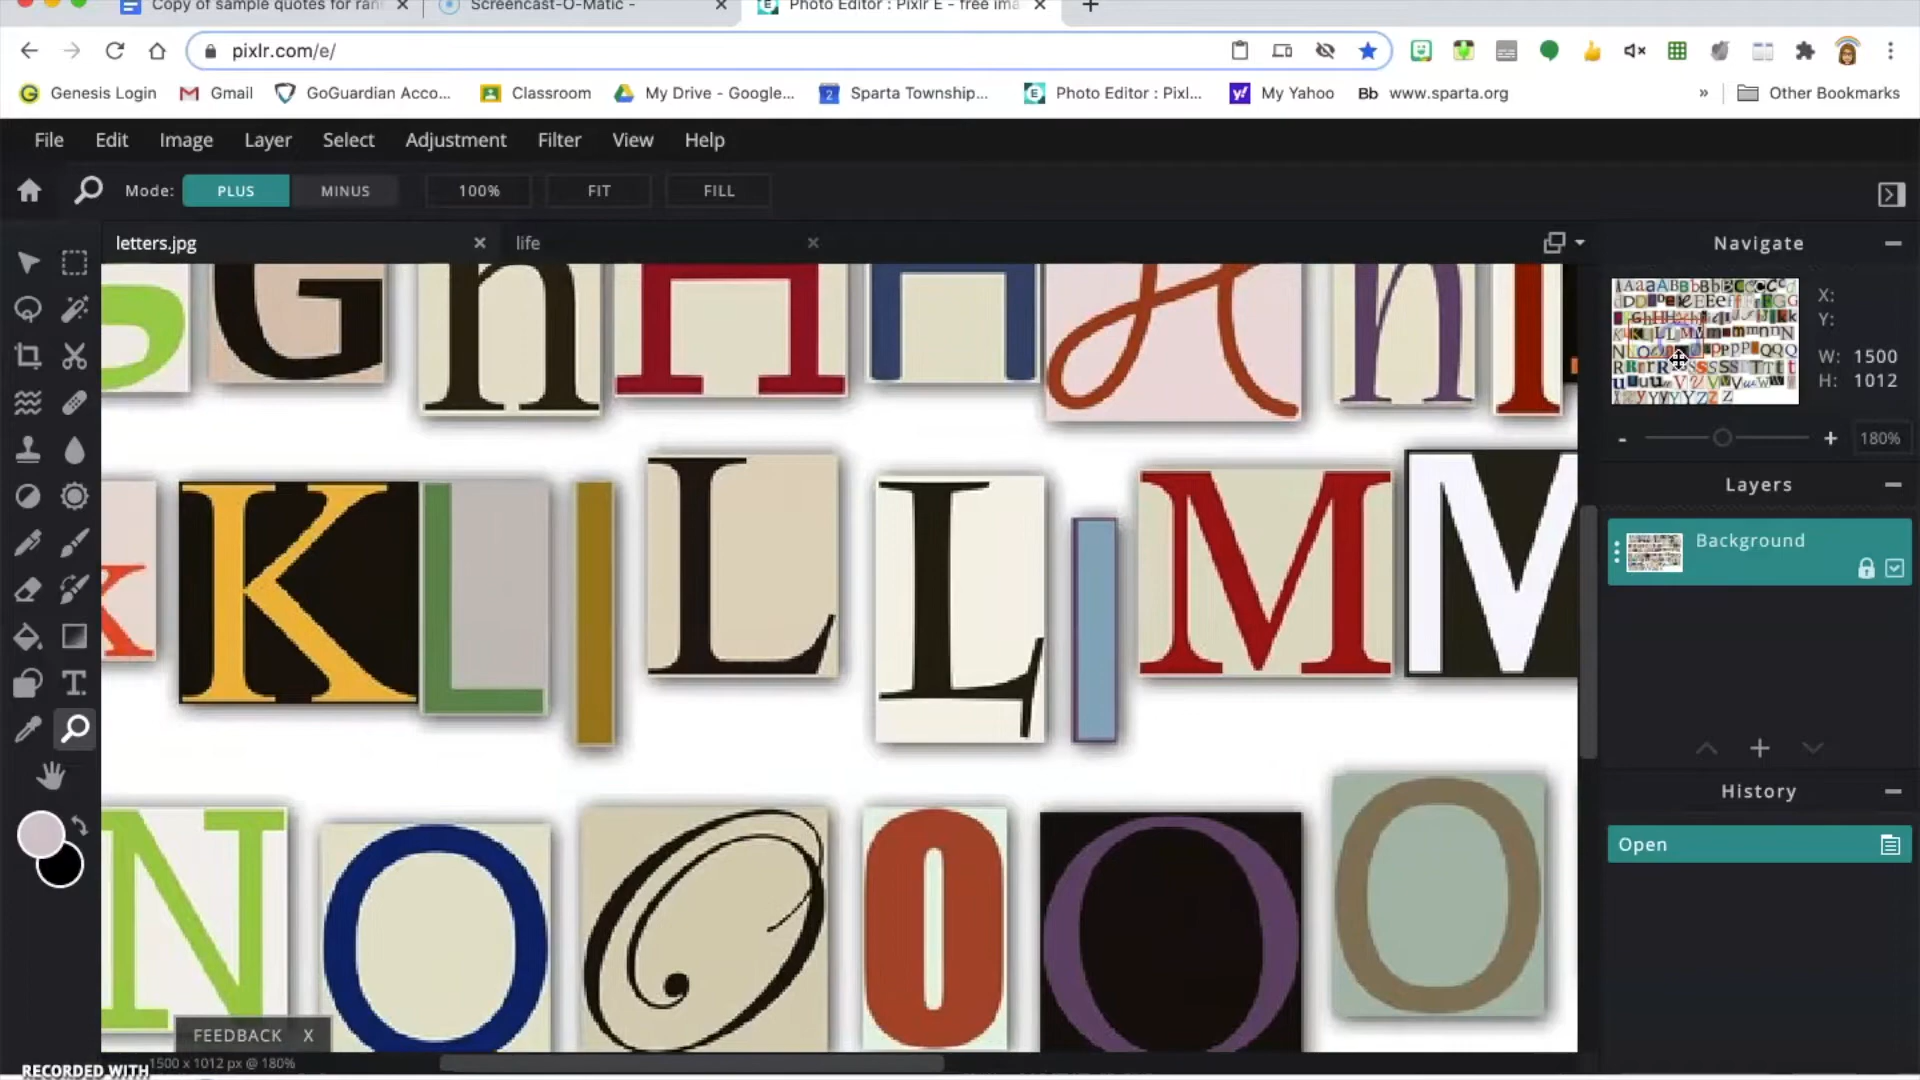 Copy of sample quotes for ran
Screencast-O-Matic -
Photo Editor : Pixlr E - free ima
pixlr.com/e/
Genesis Login
Gmail
GoGuardian Acco...
Classroom
My Drive - Google...
2
Sparta Township...
Photo Editor : Pixl...
My Yahoo
Bb
www.sparta.org
»
Other Bookmarks
File Edit Image Layer Select Adjustment Filter View Help
Mode: PLUS MINUS 100% FIT FILL
letters.jpg life Navigate
G h H H H h I
X:
Y:
W: 1500
H: 1012
- + 180%
Layers
Background
k K L l L L l M M
History
Open
N O O O O O
FEEDBACK X
RECORDED WITH
1500 x 1012 px @ 180%